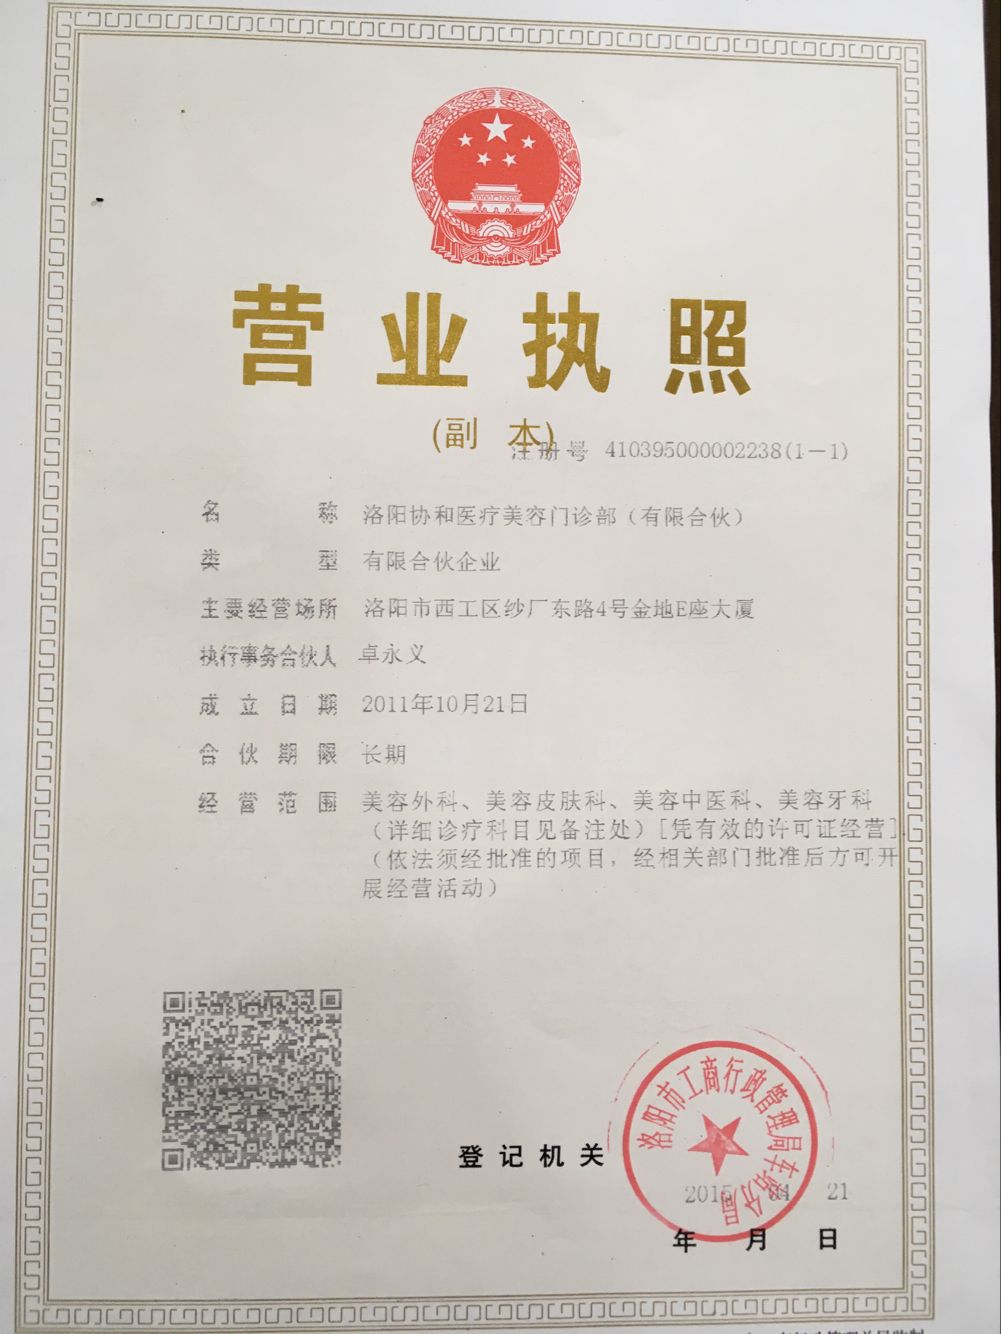 营业执照
(副 本)
注册号 410395000002238(1-1)
名称 洛阳协和医疗美容门诊部（有限合伙）
类型 有限合伙企业
主要经营场所 洛阳市西工区纱厂东路4号金地E座大厦
执行事务合伙人 卓永义
成立日期 2011年10月21日
合伙期限 长期
经营范围 美容外科、美容皮肤科、美容中医科、美容牙科
（详细诊疗科目见备注处）[凭有效的许可证经营]
（依法须经批准的项目，经相关部门批准后方可开
展经营活动）
洛阳市工商行政管理局车站分局
登记机关
2015 04 21
年 月 日